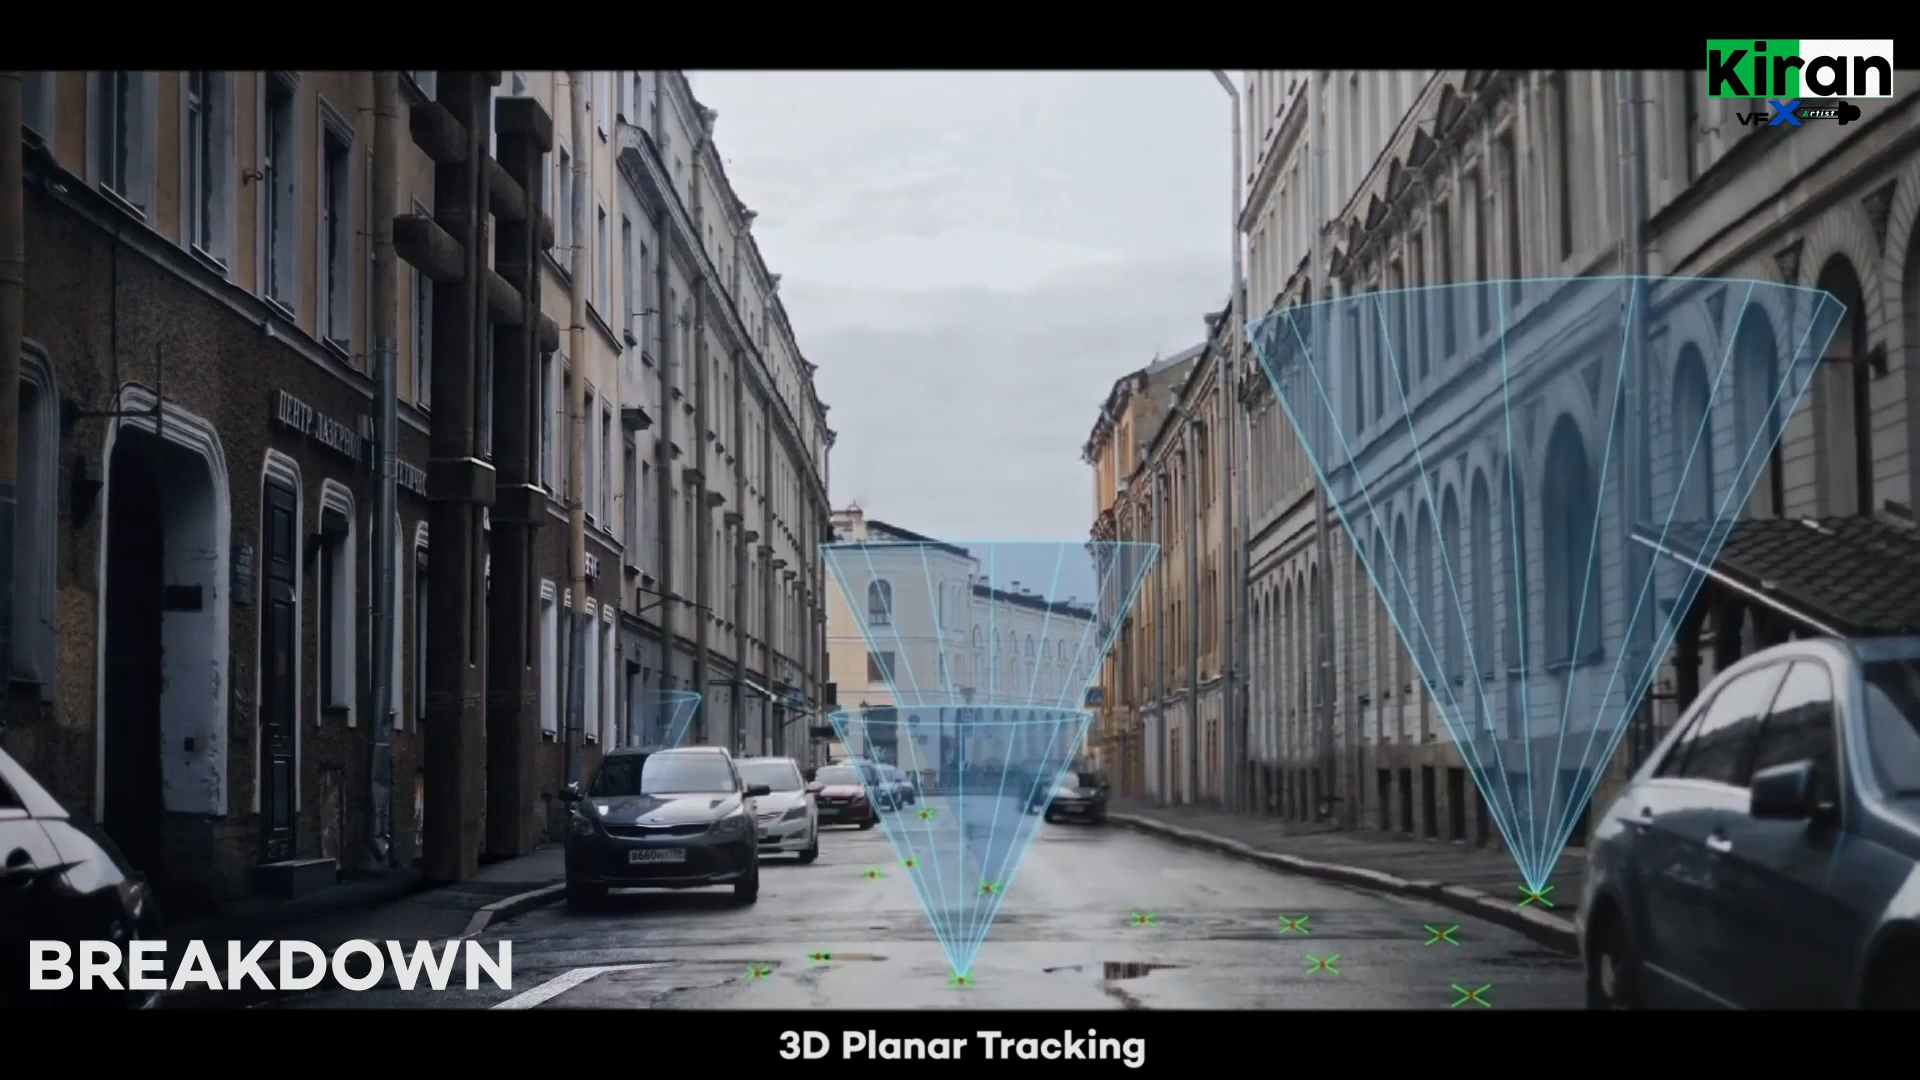 Kiran
VFX Artist
ЦЕНТР ЛАЗЕРНОЙ
BREAKDOWN
3D Planar Tracking